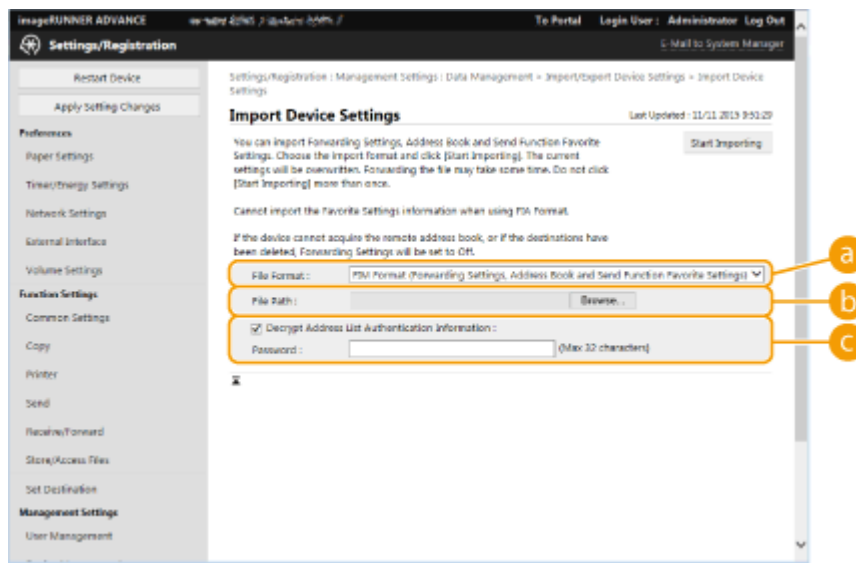 imageRUNNER ADVANCE
To Portal Login User : Administrator Log Out
Settings/Registration
E-Mail to System Manager
Restart Device
Apply Setting Changes
Preferences
Paper Settings
Timer/Energy Settings
Network Settings
External Interface
Volume Settings
Function Settings
Common Settings
Copy
Printer
Send
Receive/Forward
Store/Access Files
Set Destination
Management Settings
User Management
Settings/Registration : Management Settings : Data Management > Import/Export Device Settings > Import Device
Settings
Import Device Settings
Last Updated : 11/11 2015 9:51:29
You can import Forwarding Settings, Address Book and Send Function Favorite
Settings. Choose the import format and click [Start Importing]. The current
settings will be overwritten. Forwarding the file may take some time. Do not click
[Start Importing] more than once.
Start Importing
Cannot import the Favorite Settings information when using FIA Format.
If the device cannot acquire the remote address book, or if the destinations have
been deleted, Forwarding Settings will be set to Off.
File Format : FIM Format (Forwarding Settings, Address Book and Send Function Favorite Settings)
a
File Path : Browse...
b
Decrypt Address List Authentication Information :
Password : (Max 32 characters)
c